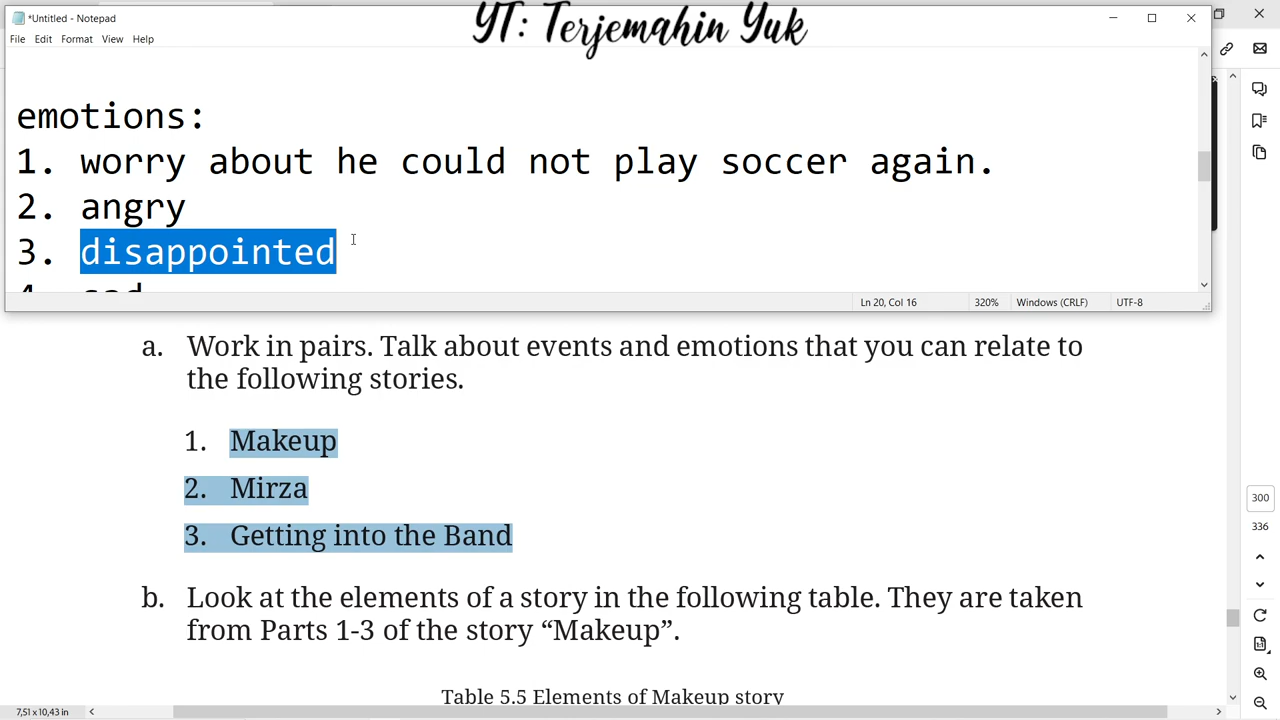 *Untitled - Notepad
YT: Terjemahin Yuk
File Edit Format View Help
emotions:
1. worry about he could not play soccer again.
2. angry
3. disappointed
4. sad
Ln 20, Col 16 320% Windows (CRLF) UTF-8
a. Work in pairs. Talk about events and emotions that you can relate to
the following stories.
1. Makeup
2. Mirza
3. Getting into the Band
b. Look at the elements of a story in the following table. They are taken
from Parts 1-3 of the story “Makeup”.
Table 5.5 Elements of Makeup story
300
336
7,51 x 10,43 in